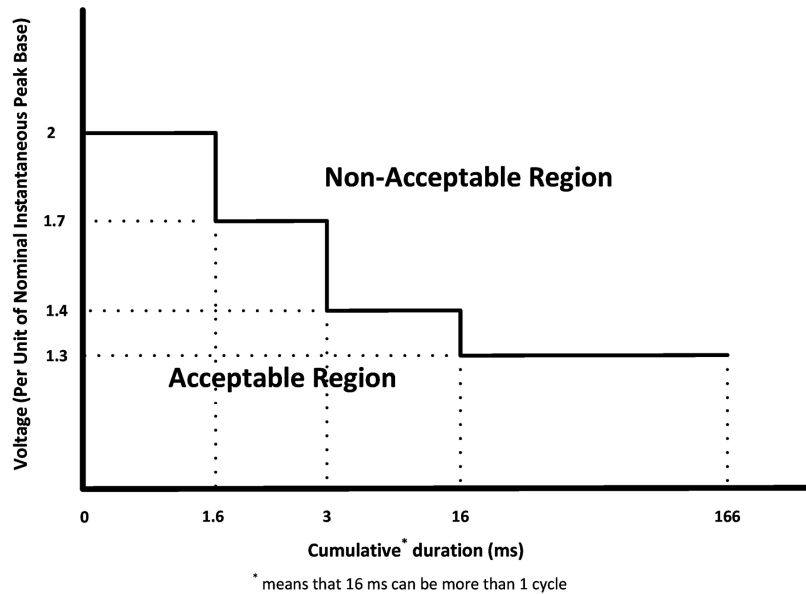 Voltage (Per Unit of Nominal Instantaneous Peak Base)
2
Non-Acceptable Region
1.7
1.4
1.3
Acceptable Region
0 1.6 3 16 166
Cumulative* duration (ms)
* means that 16 ms can be more than 1 cycle